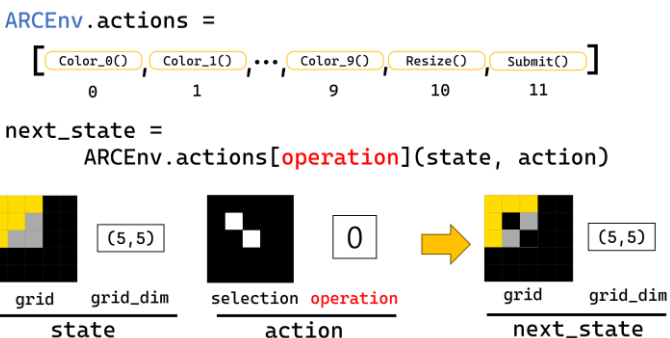 ARCEnv.actions =
[Color_0(), Color_1(), ..., Color_9(), Resize(), Submit()]
0 1 9 10 11
next_state =
ARCEnv.actions[operation](state, action)
(5,5) 0 (5,5)
grid grid_dim selection operation grid grid_dim
state action next_state